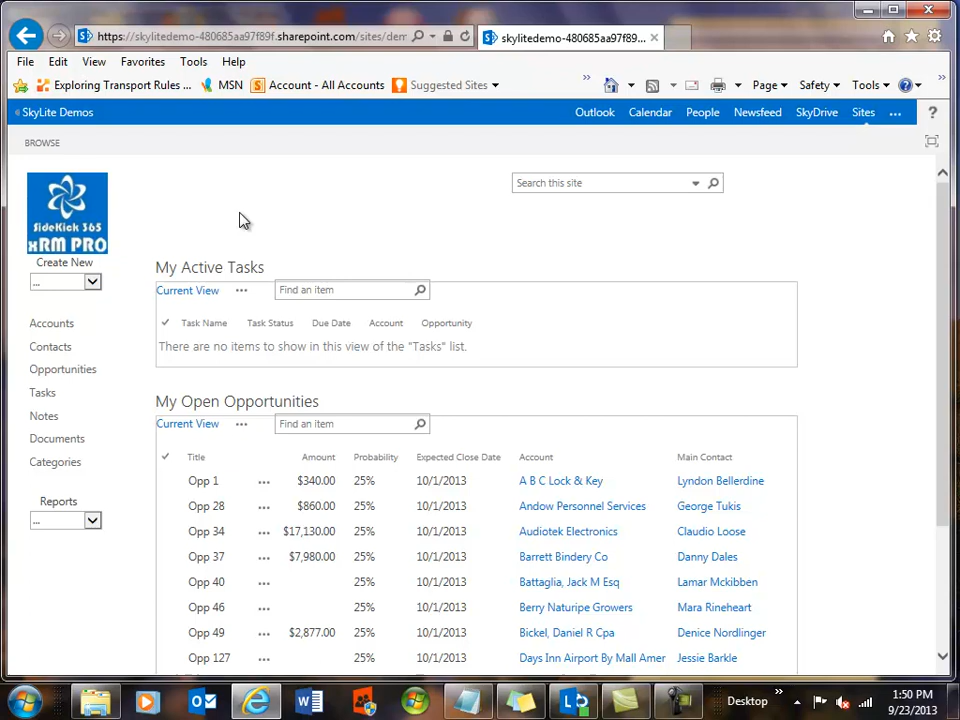 https://skylitedemo-480685aa97f89f.sharepoint.com/sites/dem
skylitedemo-480685aa97f89...
File Edit View Favorites Tools Help
Exploring Transport Rules ... MSN Account - All Accounts Suggested Sites
Page Safety Tools
SkyLite Demos
Outlook Calendar People Newsfeed SkyDrive Sites ... ?
BROWSE
SideKick 365
xRM PRO
Search this site
Create New
...
My Active Tasks
Current View ... Find an item
Task Name Task Status Due Date Account Opportunity
There are no items to show in this view of the "Tasks" list.
Accounts
Contacts
Opportunities
Tasks
Notes
Documents
Categories
Reports
...
My Open Opportunities
Current View ... Find an item
Title Amount Probability Expected Close Date Account Main Contact
Opp 1 ... $340.00 25% 10/1/2013 A B C Lock & Key Lyndon Bellerdine
Opp 28 ... $860.00 25% 10/1/2013 Andow Personnel Services George Tukis
Opp 34 ... $17,130.00 25% 10/1/2013 Audiotek Electronics Claudio Loose
Opp 37 ... $7,980.00 25% 10/1/2013 Barrett Bindery Co Danny Dales
Opp 40 ... 25% 10/1/2013 Battaglia, Jack M Esq Lamar Mckibben
Opp 46 ... 25% 10/1/2013 Berry Naturipe Growers Mara Rineheart
Opp 49 ... $2,877.00 25% 10/1/2013 Bickel, Daniel R Cpa Denice Nordlinger
Opp 127 ... 25% 10/1/2013 Days Inn Airport By Mall Amer Jessie Barkle
Desktop
1:50 PM
9/23/2013